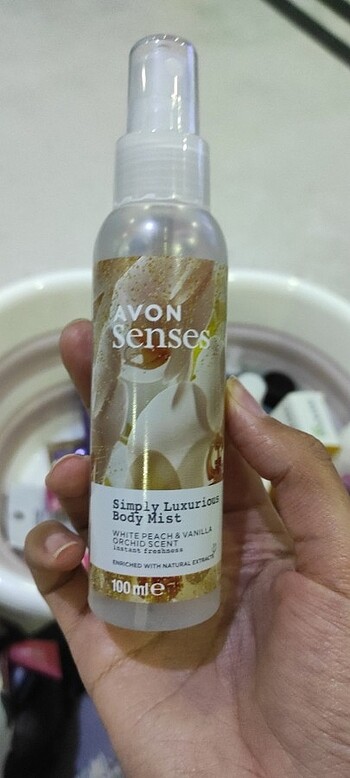 AVON
senses
Simply Luxurious
Body Mist
WHITE PEACH & VANILLA
ORCHID SCENT
instant freshness
ENRICHED WITH NATURAL EXTRACTS
100 ml ℮